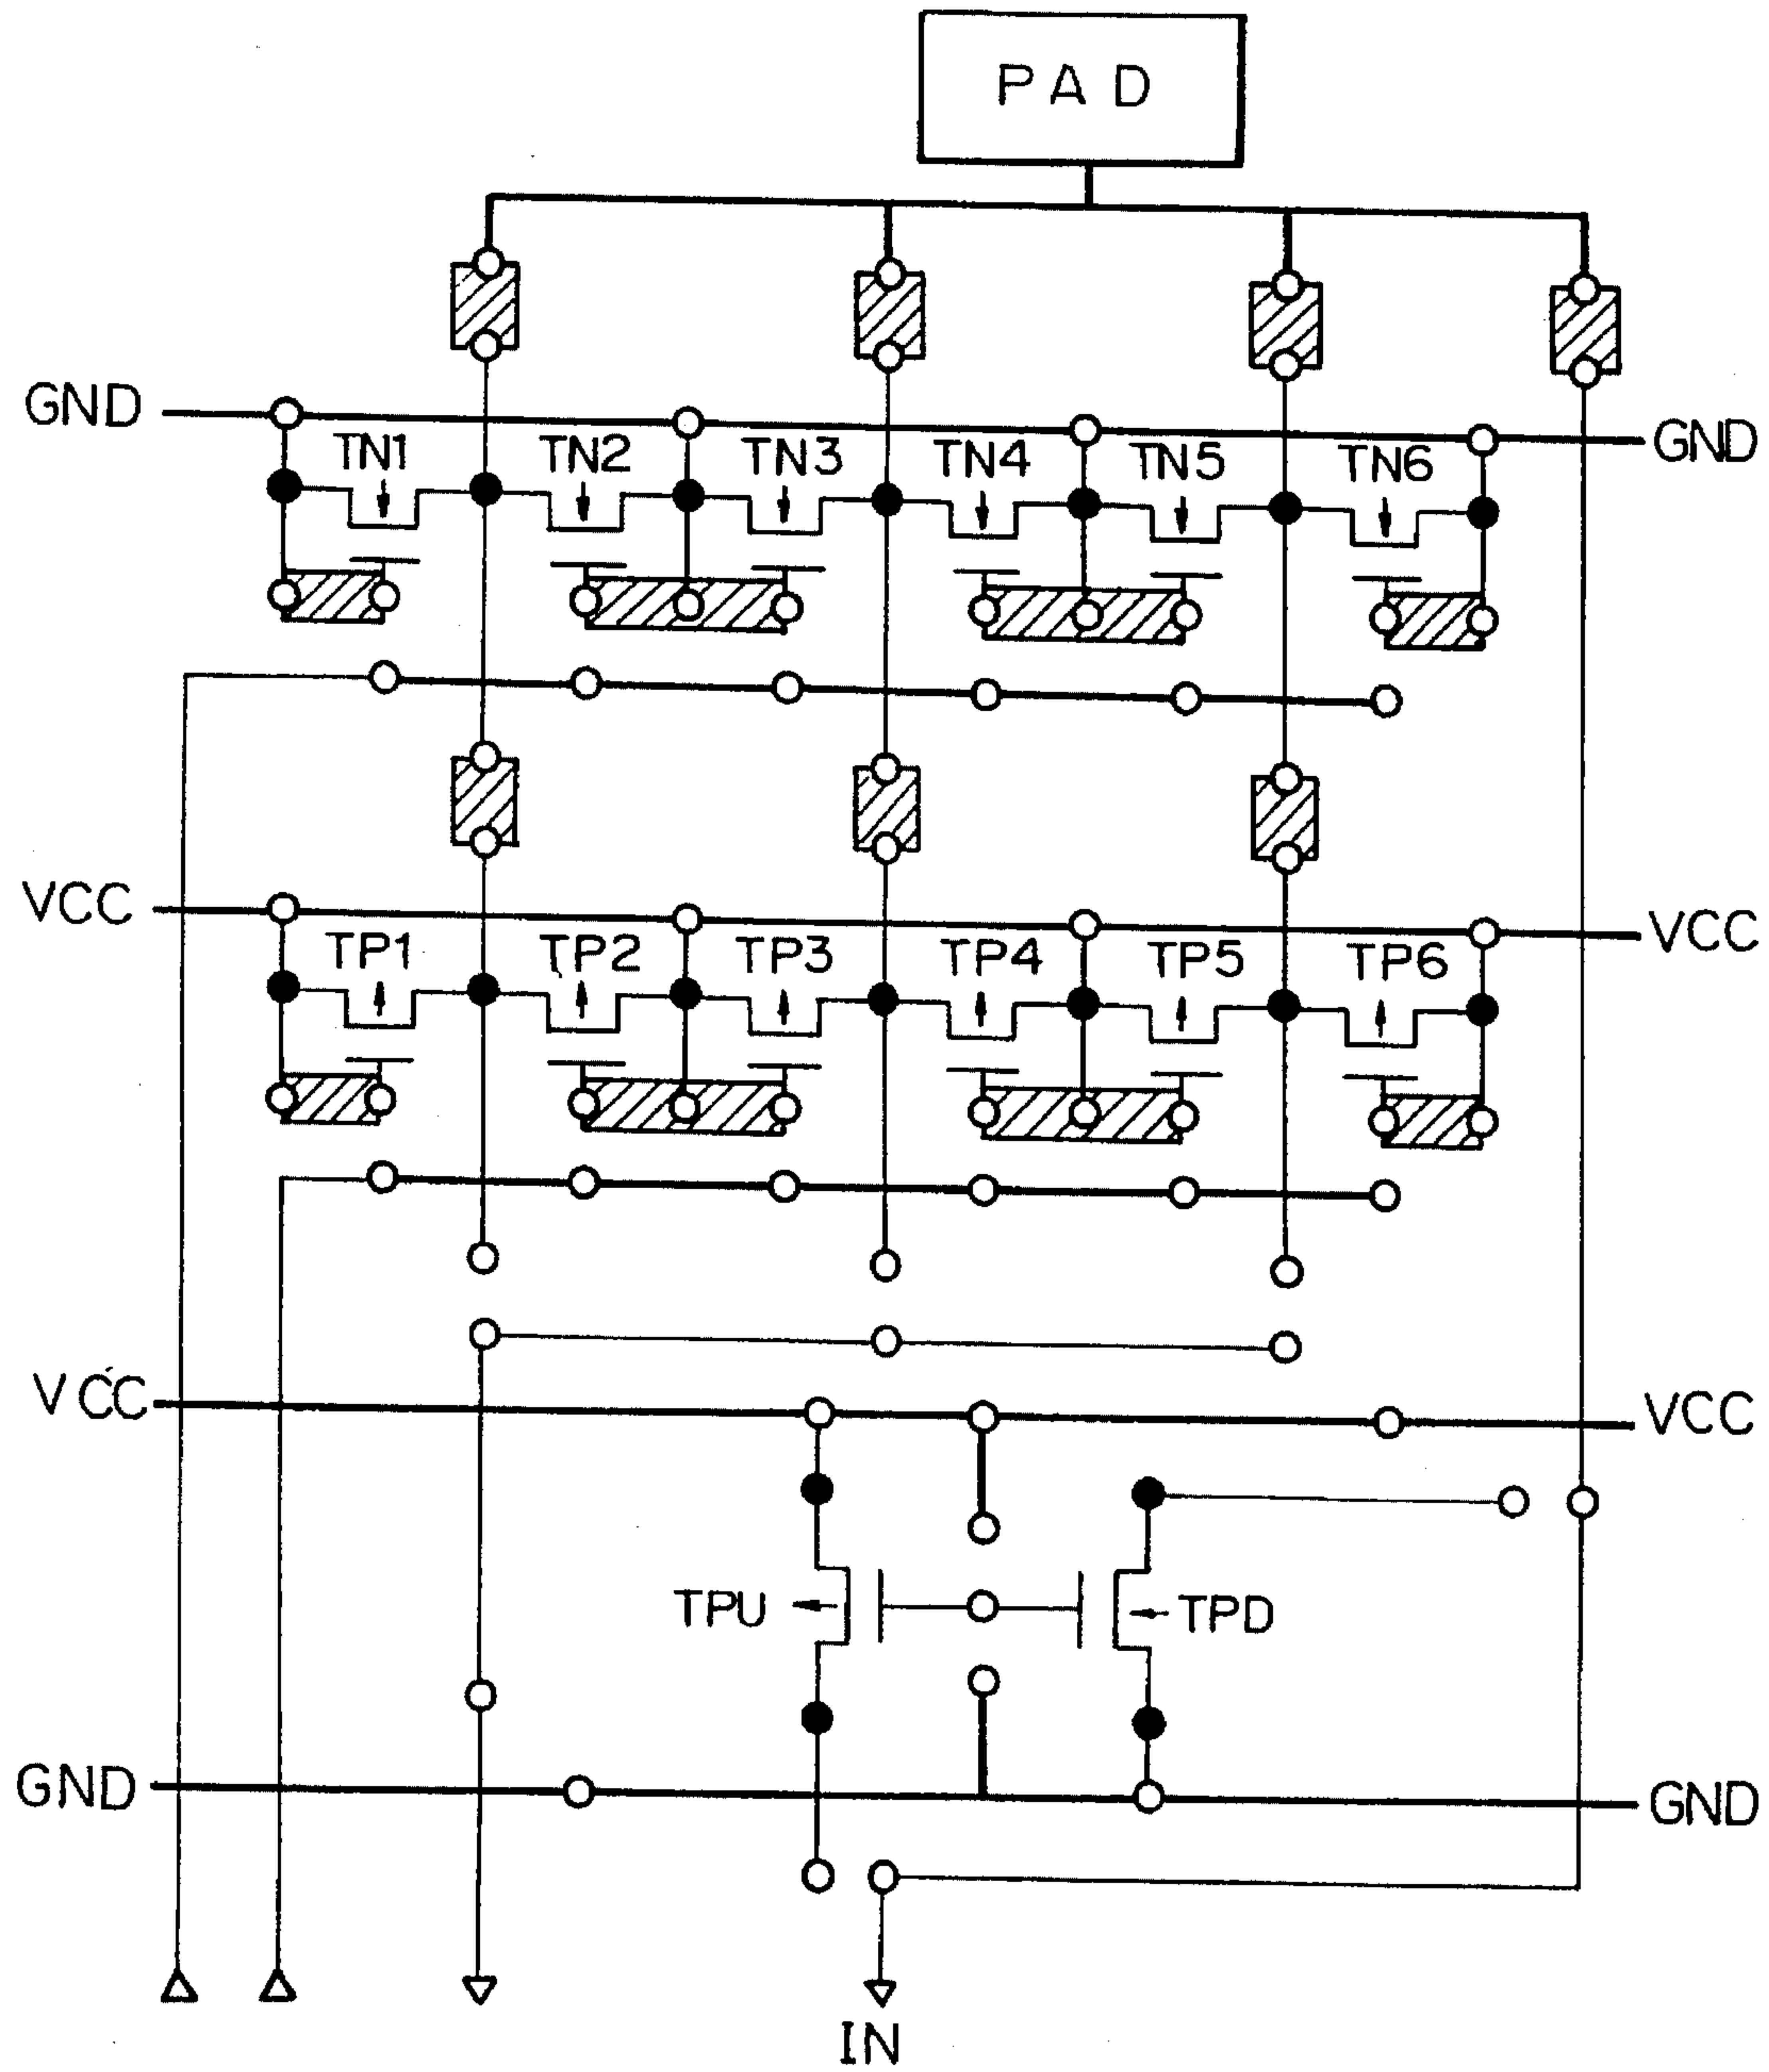 PAD
GND GND
TN1 TN2 TN3 TN4 TN5 TN6
VCC VCC
TP1 TP2 TP3 TP4 TP5 TP6
VCC VCC
TPU TPD
GND GND
IN